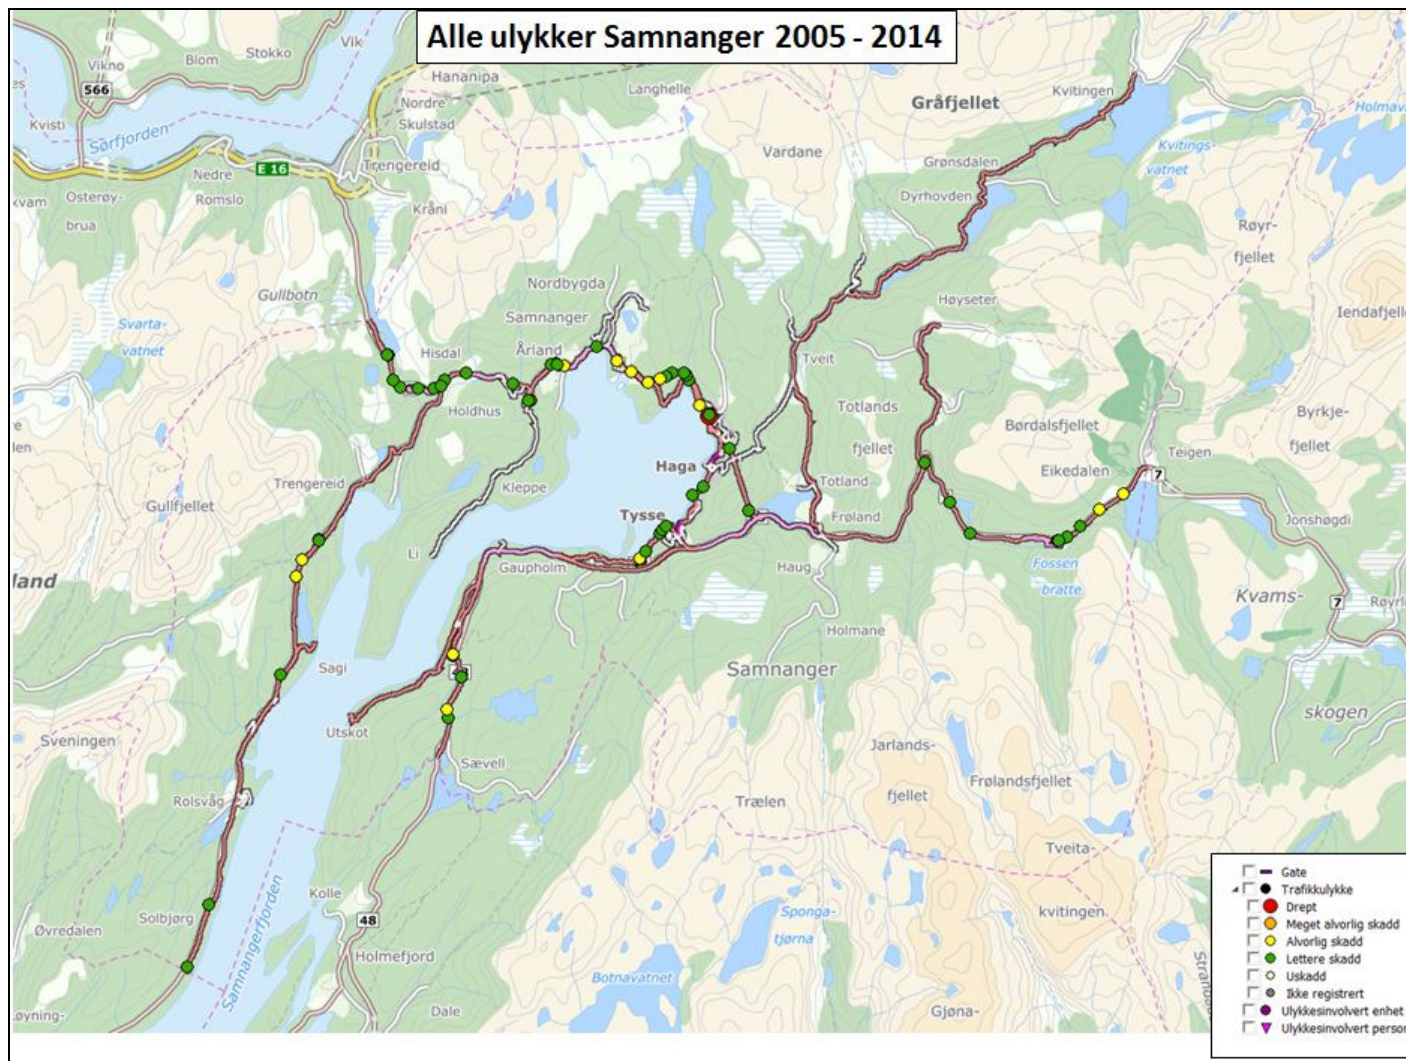 Alle ulykker Samnanger 2005 - 2014
Vik
Stokko
Blom
Vikno
566
Kvisti
Sørfjorden
Hananipa
Nordre
Skulstad
Langhelle
Gråfjellet
Kvitingen
Trengereid
E 16
Nedre
Romslo
Osterøy-
brua
kvam
Kråni
Vardane
Grønsdalen
Kvitings-
vatnet
Dyrhovden
Røyr-
fjellet
Gullbotn
Nordbygda
Samnanger
Høyseter
Svarta-
vatnet
Hisdal
Årland
Tveit
Holdhus
Totlands
fjellet
Børdalsfjellet
Byrkje-
fjellet
Haga
Eikedalen
Teigen
7
Trengereid
Kleppe
Totland
Gullfjellet
Tysse
Frøland
Jonshøgdi
Li
Gaupholm
Haug
Fossen
bratte
Kvams-
7
Holmane
Sagi
Samnanger
skogen
Utskot
Sveningen
Sævell
Jarlands-
fjellet
Frølandsfjellet
Rolsvåg
Trælen
Tveita-
kvitingen
Kolle
Solbjørg
48
Øvredalen
Samnangerfjorden
Sponga-
tjørna
Holmefjord
Botnavatnet
Dale
Gjøna-
Gate
Trafikkulykke
Drept
Meget alvorlig skadd
Alvorlig skadd
Lettere skadd
Uskadd
Ikke registrert
Ulykkesinvolvert enhet
Ulykkesinvolvert person